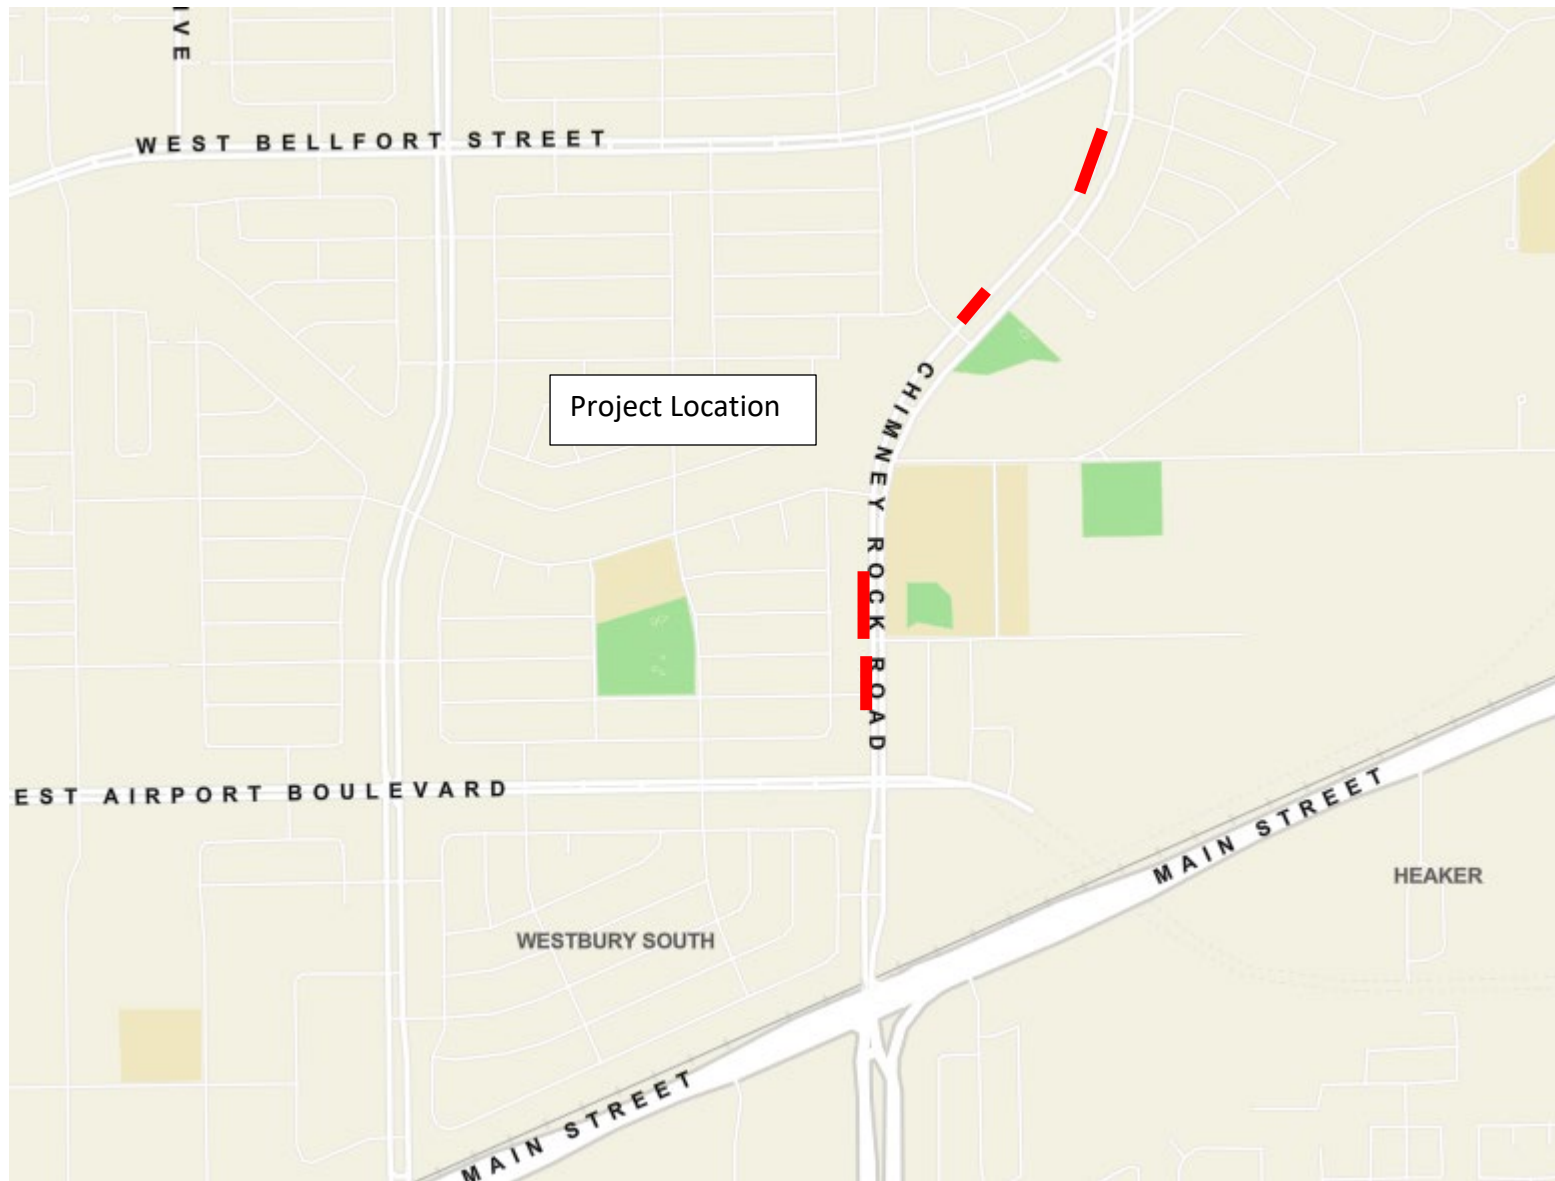 IVE
WEST BELLFORT STREET
Project Location
CHIMNEY ROCK ROAD
EST AIRPORT BOULEVARD
MAIN STREET
HEAKER
WESTBURY SOUTH
MAIN STREET